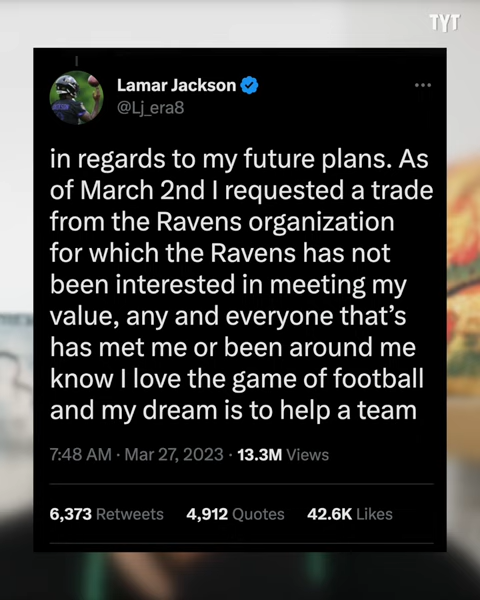 TYT
Lamar Jackson
@Lj_era8
in regards to my future plans. As
of March 2nd I requested a trade
from the Ravens organization
for which the Ravens has not
been interested in meeting my
value, any and everyone that’s
has met me or been around me
know I love the game of football
and my dream is to help a team
7:48 AM · Mar 27, 2023 · 13.3M Views
6,373 Retweets 4,912 Quotes 42.6K Likes